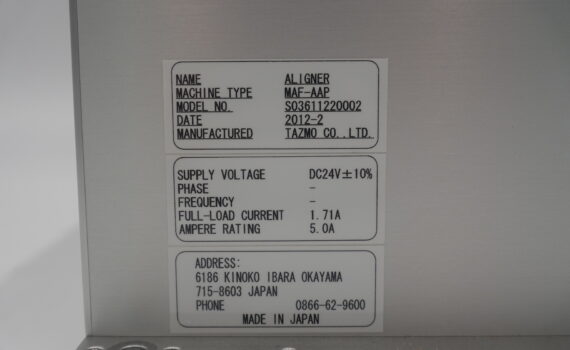 NAME ALIGNER
MACHINE TYPE MAF-AAP
MODEL NO. S03611220002
DATE 2012-2
MANUFACTURED TAZMO CO.,LTD.
SUPPLY VOLTAGE DC24V±10%
PHASE -
FREQUENCY -
FULL-LOAD CURRENT 1.71A
AMPERE RATING 5.0A
ADDRESS:
6186 KINOKO IBARA OKAYAMA
715-8603 JAPAN
PHONE 0866-62-9600
MADE IN JAPAN